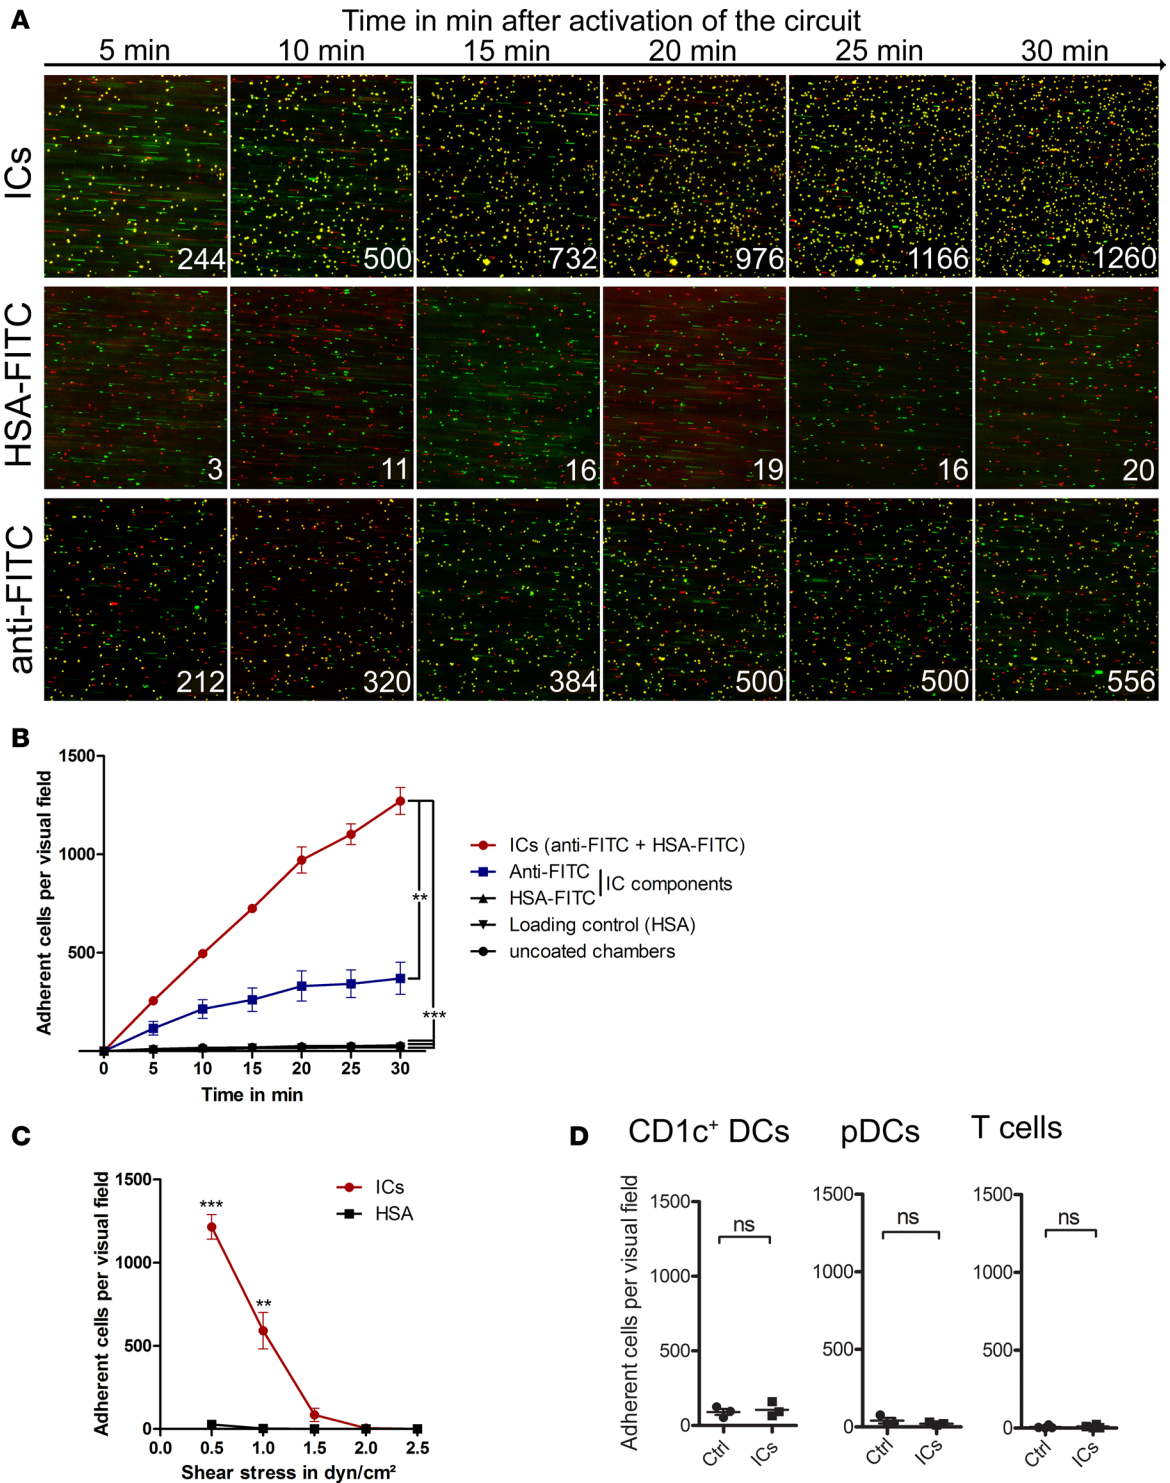 A
Time in min after activation of the circuit
5 min 10 min 15 min 20 min 25 min 30 min
ICs
244 500 732 976 1166 1260
HSA-FITC
3 11 16 19 16 20
anti-FITC
212 320 384 500 500 556
B
Adherent cells per visual field
1500
1000
500
0 5 10 15 20 25 30
Time in min
**
***
ICs (anti-FITC + HSA-FITC)
Anti-FITC
HSA-FITC
IC components
Loading control (HSA)
uncoated chambers
C
Adherent cells per visual field
1500
1000
500
0
0.0 0.5 1.0 1.5 2.0 2.5
Shear stress in dyn/cm²
***
**
ICs
HSA
D
CD1c⁺ DCs pDCs T cells
Adherent cells per visual field
1500
1000
500
0
ns
Ctrl ICs
1500
1000
500
0
ns
Ctrl ICs
1500
1000
500
0
ns
Ctrl ICs